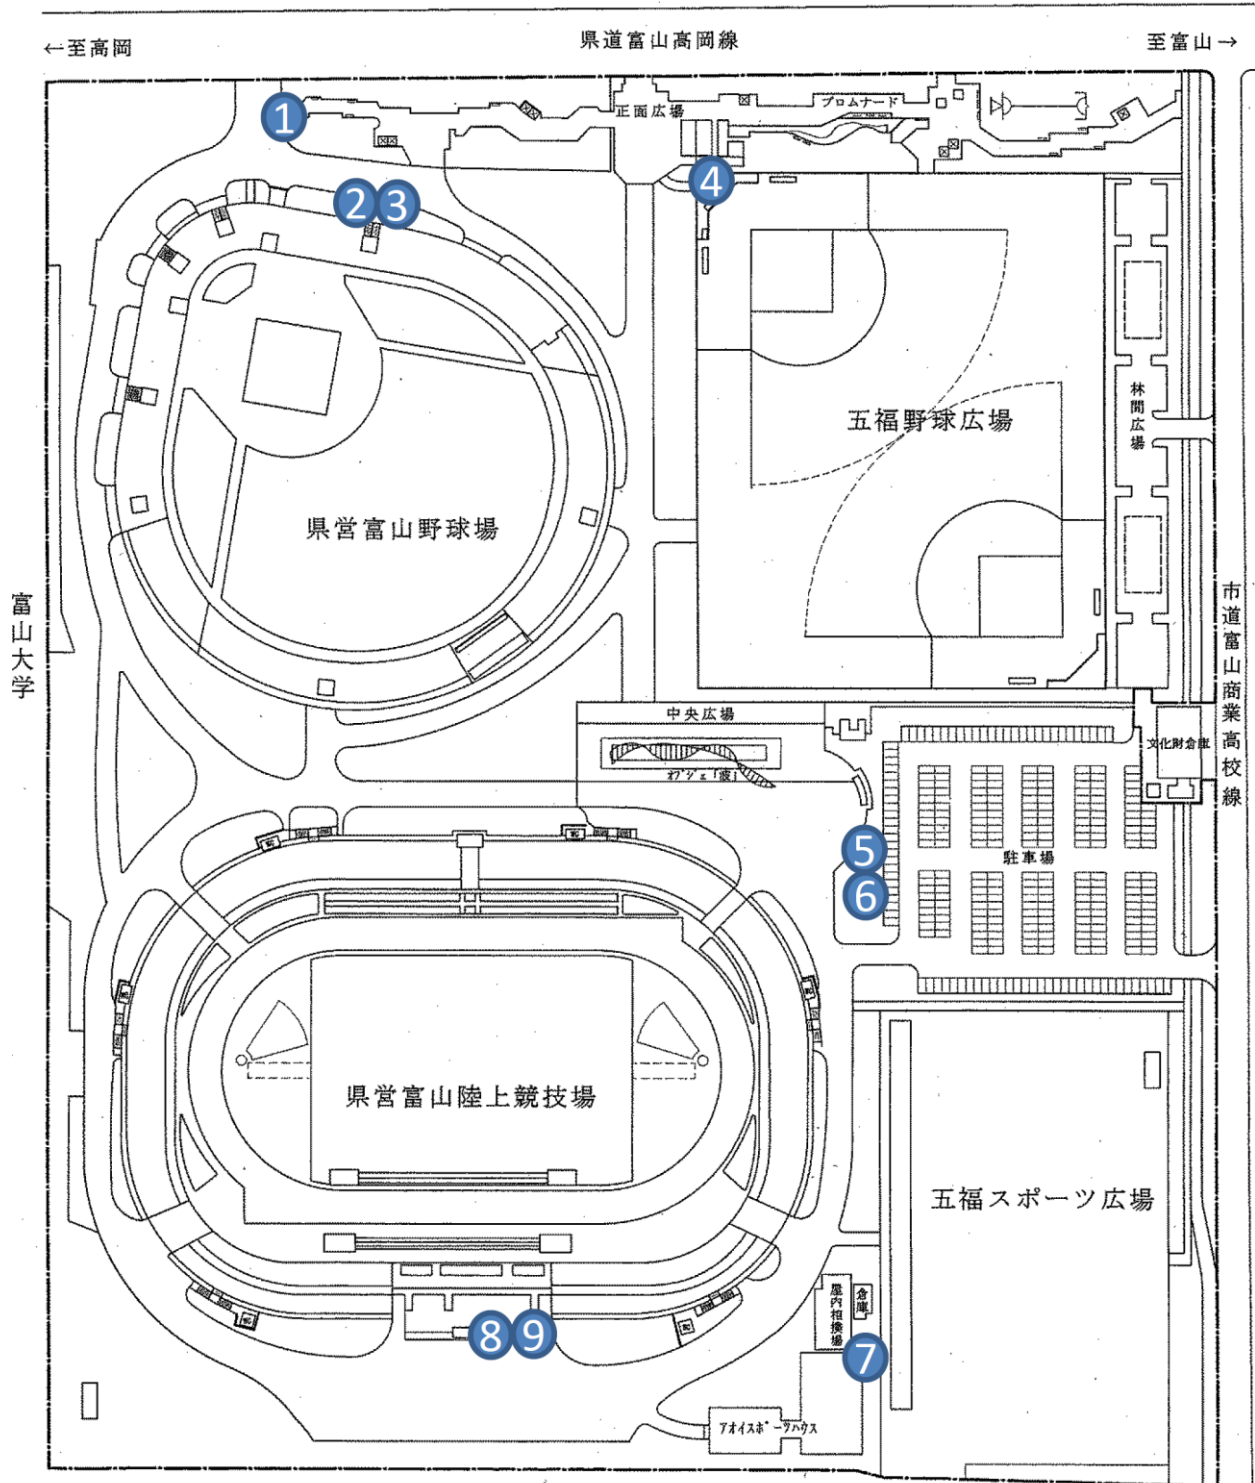 ←至高岡
県道富山高岡線
至富山→
1
正面広場
プロムナード
2
3
4
五福野球広場
林間広場
県営富山野球場
富山大学
市道富山商業高校線
中央広場
オブジェ「波」
文化財倉庫
5
駐車場
6
県営富山陸上競技場
五福スポーツ広場
屋内相撲場
倉庫
7
8
9
アオイスポーツハウス